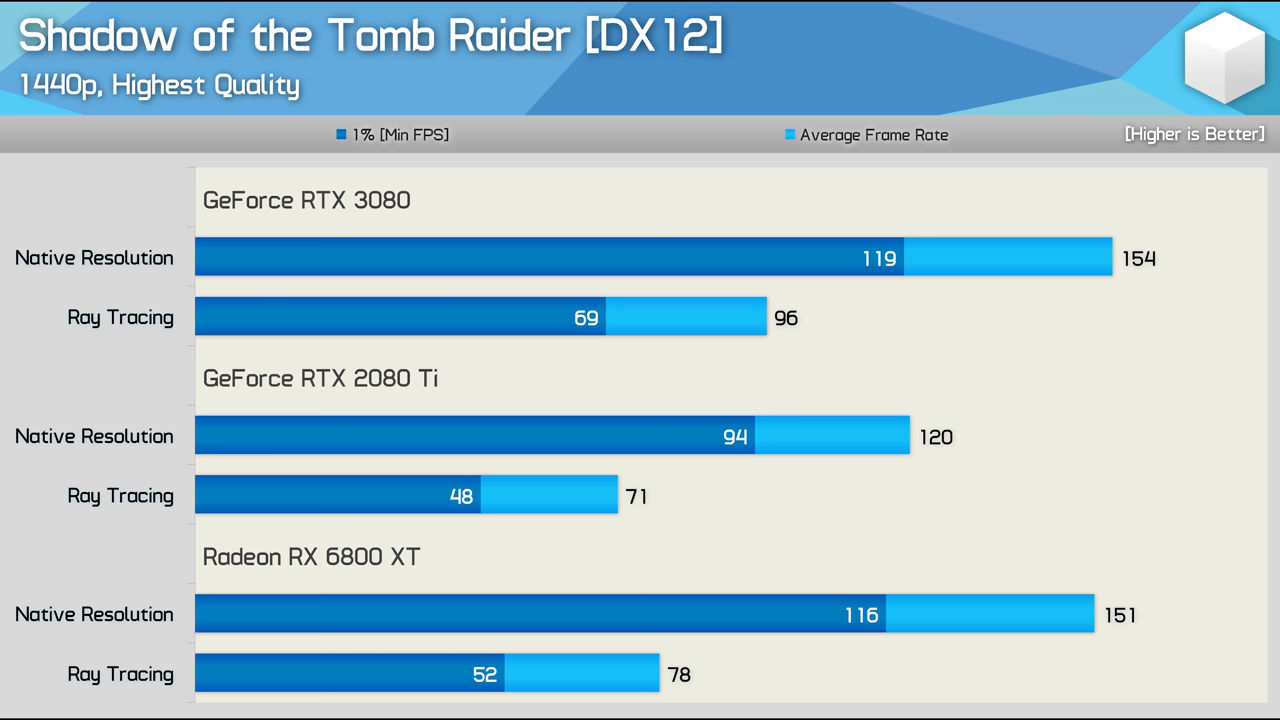 Shadow of the Tomb Raider [DX12]
1440p, Highest Quality
1% [Min FPS] Average Frame Rate [Higher is Better]
GeForce RTX 3080
Native Resolution 119 154
Ray Tracing 69 96
GeForce RTX 2080 Ti
Native Resolution 94 120
Ray Tracing 48 71
Radeon RX 6800 XT
Native Resolution 116 151
Ray Tracing 52 78